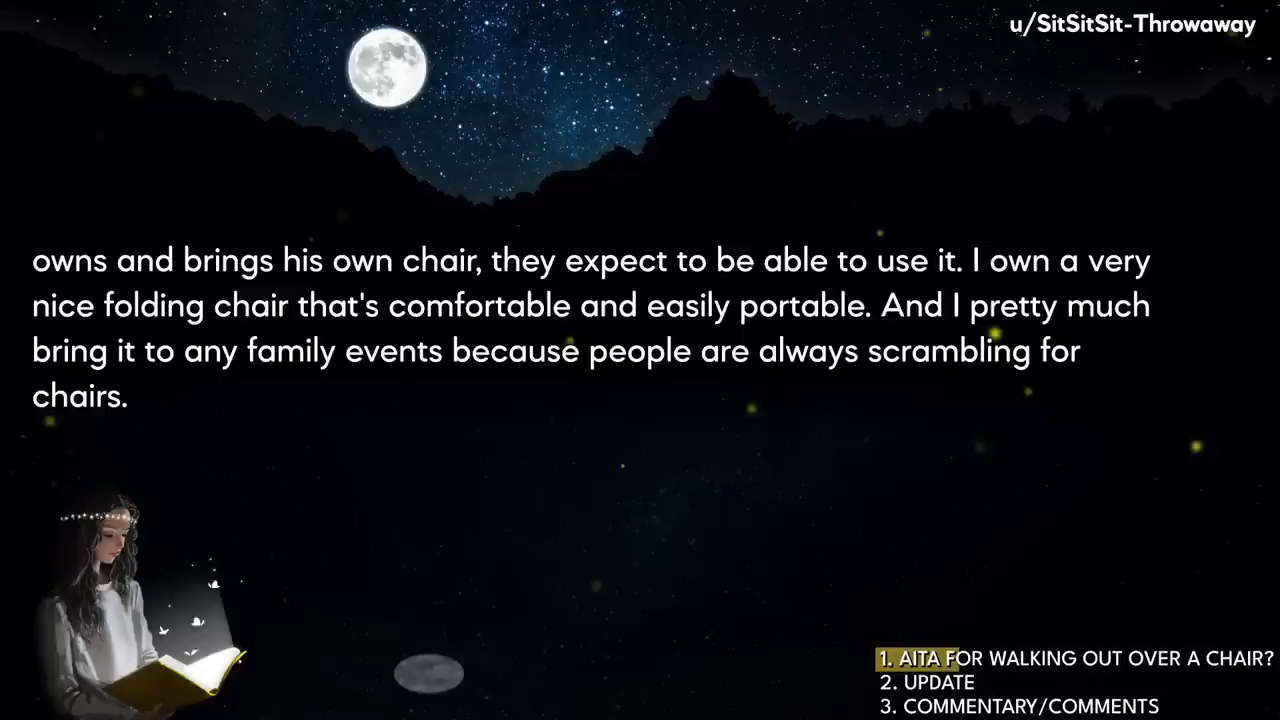 u/SitSitSit-Throwaway
owns and brings his own chair, they expect to be able to use it. I own a very
nice folding chair that's comfortable and easily portable. And I pretty much
bring it to any family events because people are always scrambling for
chairs.
1. AITA FOR WALKING OUT OVER A CHAIR?
2. UPDATE
3. COMMENTARY/COMMENTS